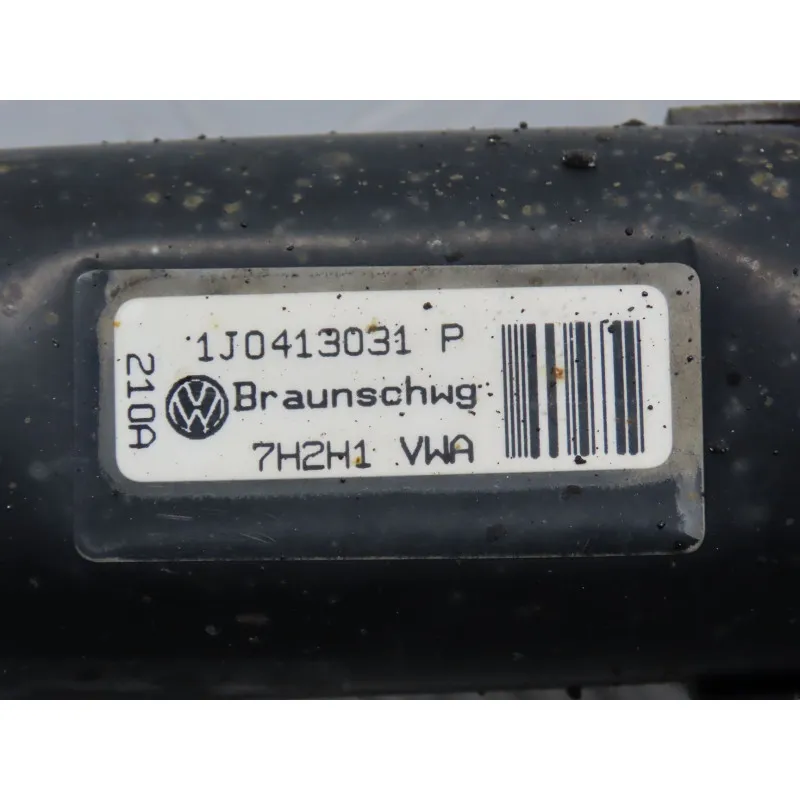 1J0413031 P
210A
Braunschwg
7H2H1 VWA